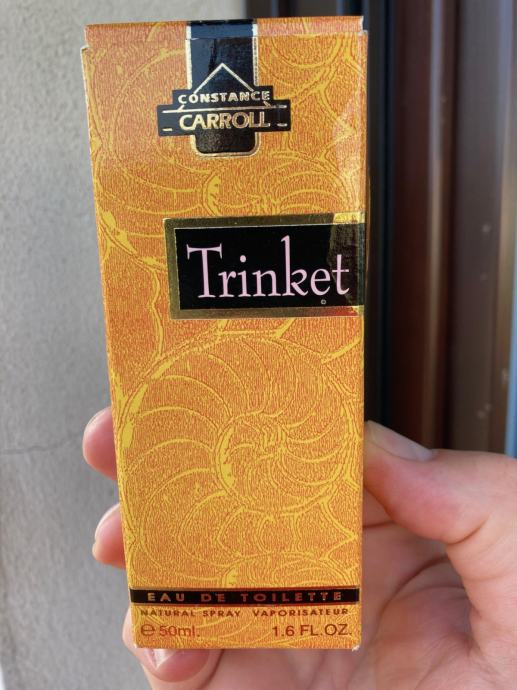 CONSTANCE
CARROLL
Trinket
EAU DE TOILETTE
NATURAL SPRAY VAPORISATEUR
℮ 50ml. 1.6 FL.OZ.